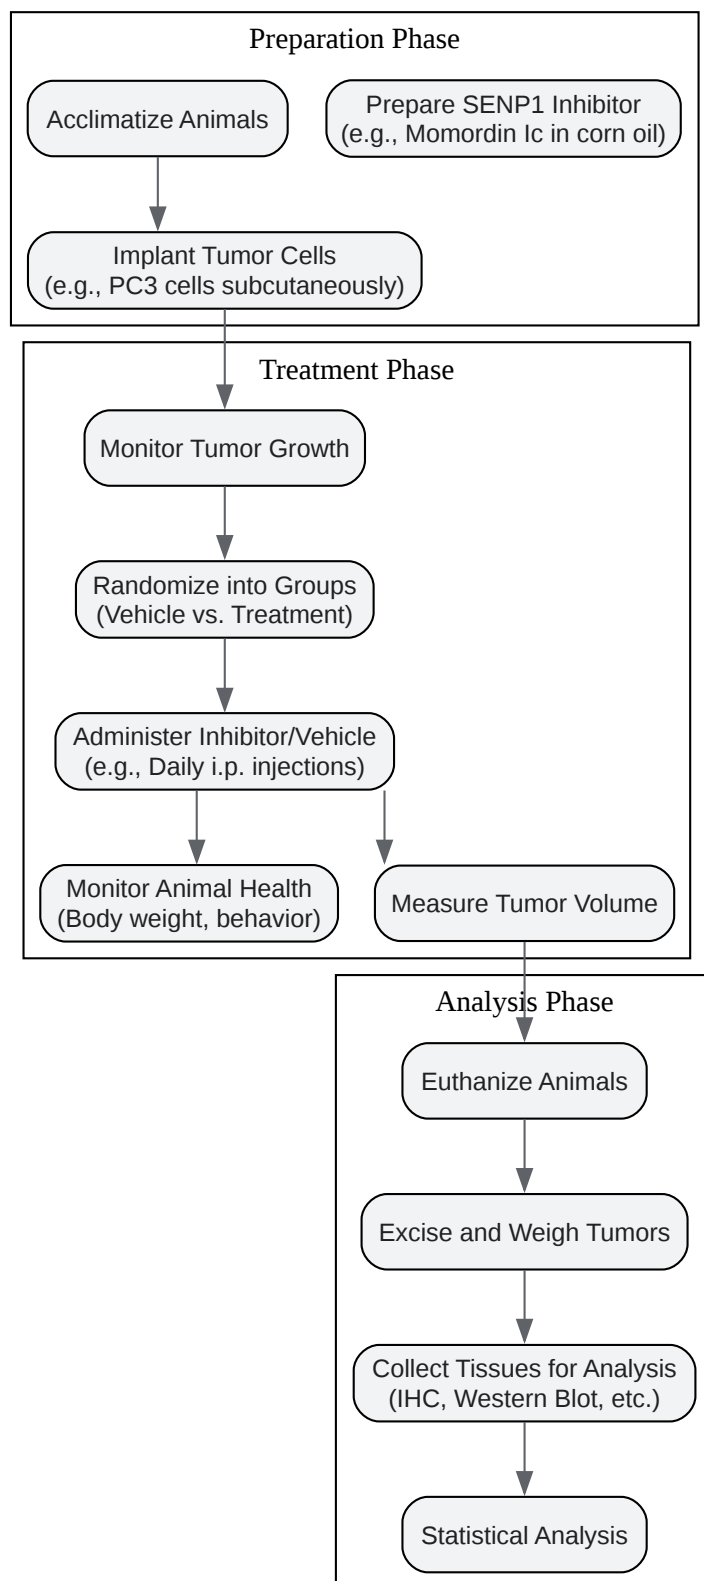 Preparation Phase
Acclimatize Animals
Prepare SENP1 Inhibitor
(e.g., Momordin Ic in corn oil)
Implant Tumor Cells
(e.g., PC3 cells subcutaneously)
Treatment Phase
Monitor Tumor Growth
Randomize into Groups
(Vehicle vs. Treatment)
Administer Inhibitor/Vehicle
(e.g., Daily i.p. injections)
Monitor Animal Health
(Body weight, behavior)
Measure Tumor Volume
Analysis Phase
Euthanize Animals
Excise and Weigh Tumors
Collect Tissues for Analysis
(IHC, Western Blot, etc.)
Statistical Analysis